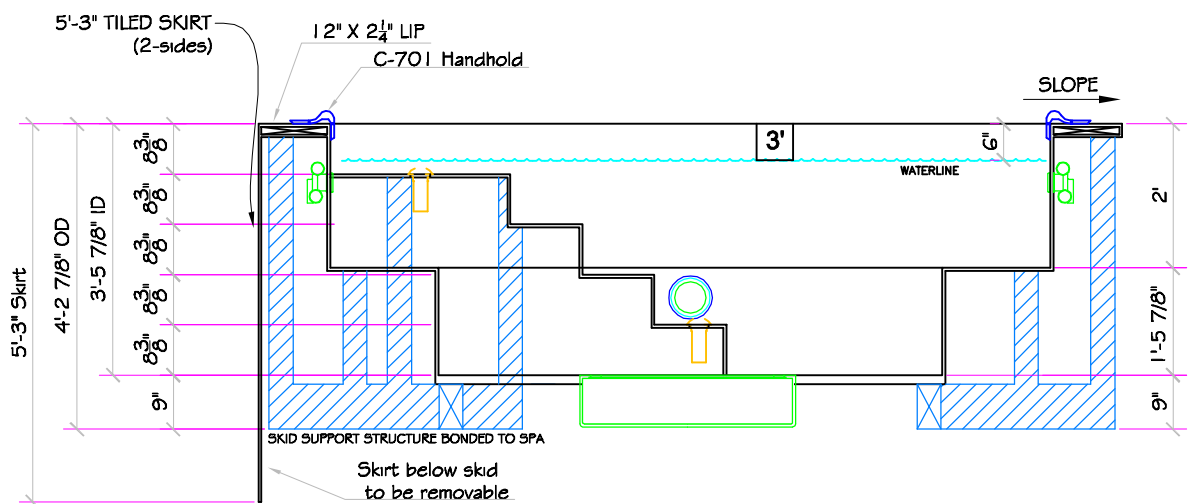 5'-3" TILED SKIRT
(2-sides)
12" X 2 1/4" LIP
C-701 Handhold
SLOPE
3'
6"
WATERLINE
5'-3" Skirt
4'-2 7/8" OD
3'-5 7/8" ID
8 3/8"
8 3/8"
8 3/8"
8 3/8"
8 3/8"
9"
2'
1'-5 7/8"
9"
SKID SUPPORT STRUCTURE BONDED TO SPA
Skirt below skid
to be removable